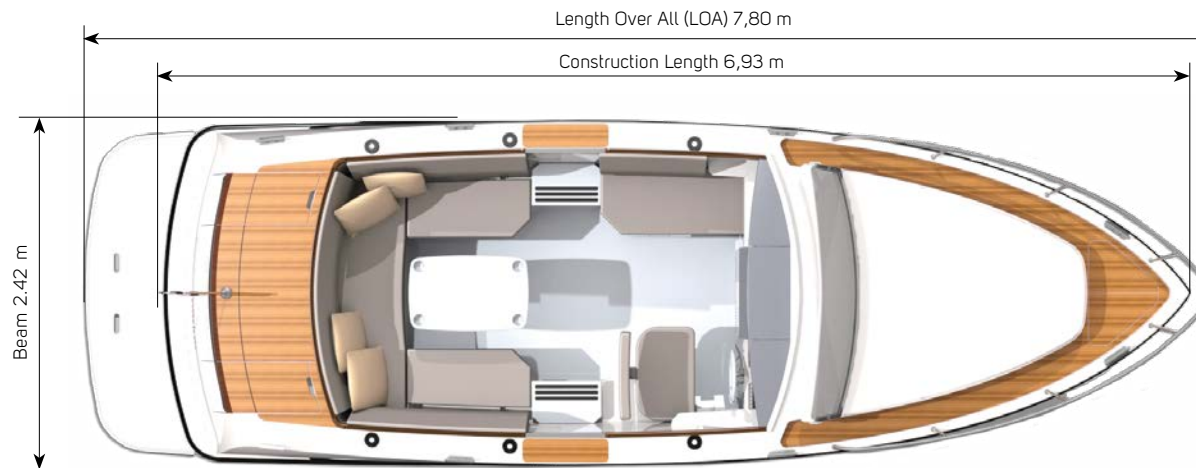 Length Over All (LOA) 7,80 m
Construction Length 6,93 m
Beam 2.42 m